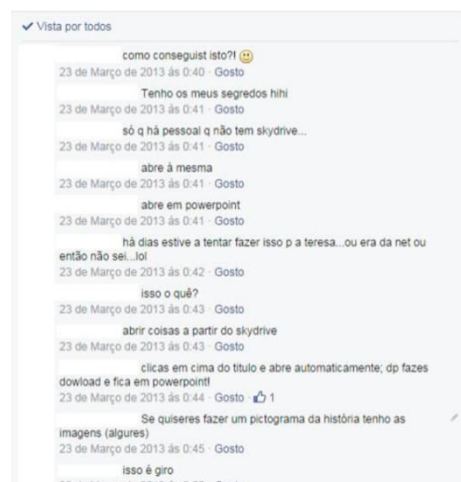 Vista por todos
como conseguist isto?!
23 de Março de 2013 às 0:40 · Gosto
Tenho os meus segredos hihi
23 de Março de 2013 às 0:41 · Gosto
só q há pessoal q não tem skydrive...
23 de Março de 2013 às 0:41 · Gosto
abre à mesma
23 de Março de 2013 às 0:41 · Gosto
abre em powerpoint
23 de Março de 2013 às 0:41 · Gosto
há dias estive a tentar fazer isso p a teresa...ou era da net ou
então não sei...lol
23 de Março de 2013 às 0:42 · Gosto
isso o quê?
23 de Março de 2013 às 0:43 · Gosto
abrir coisas a partir do skydrive
23 de Março de 2013 às 0:43 · Gosto
clicas em cima do titulo e abre automaticamente; dp fazes
dowload e fica em powerpoint!
23 de Março de 2013 às 0:44 · Gosto · 1
Se quiseres fazer um pictograma da história tenho as
imagens (algures)
23 de Março de 2013 às 0:45 · Gosto
isso é giro